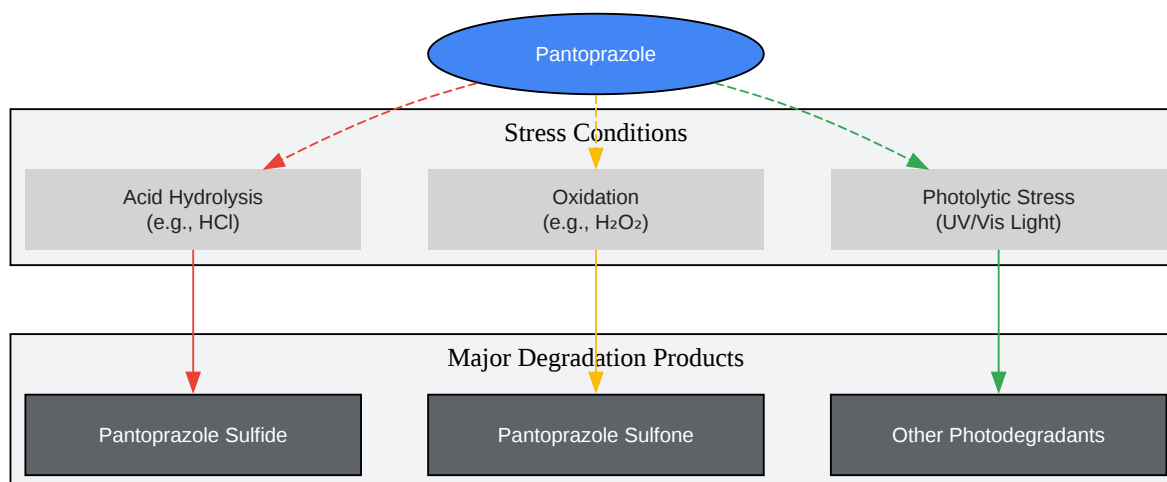 Pantoprazole
Stress Conditions
Acid Hydrolysis
(e.g., HCl)
Oxidation
(e.g., H₂O₂)
Photolytic Stress
(UV/Vis Light)
Major Degradation Products
Pantoprazole Sulfide
Pantoprazole Sulfone
Other Photodegradants